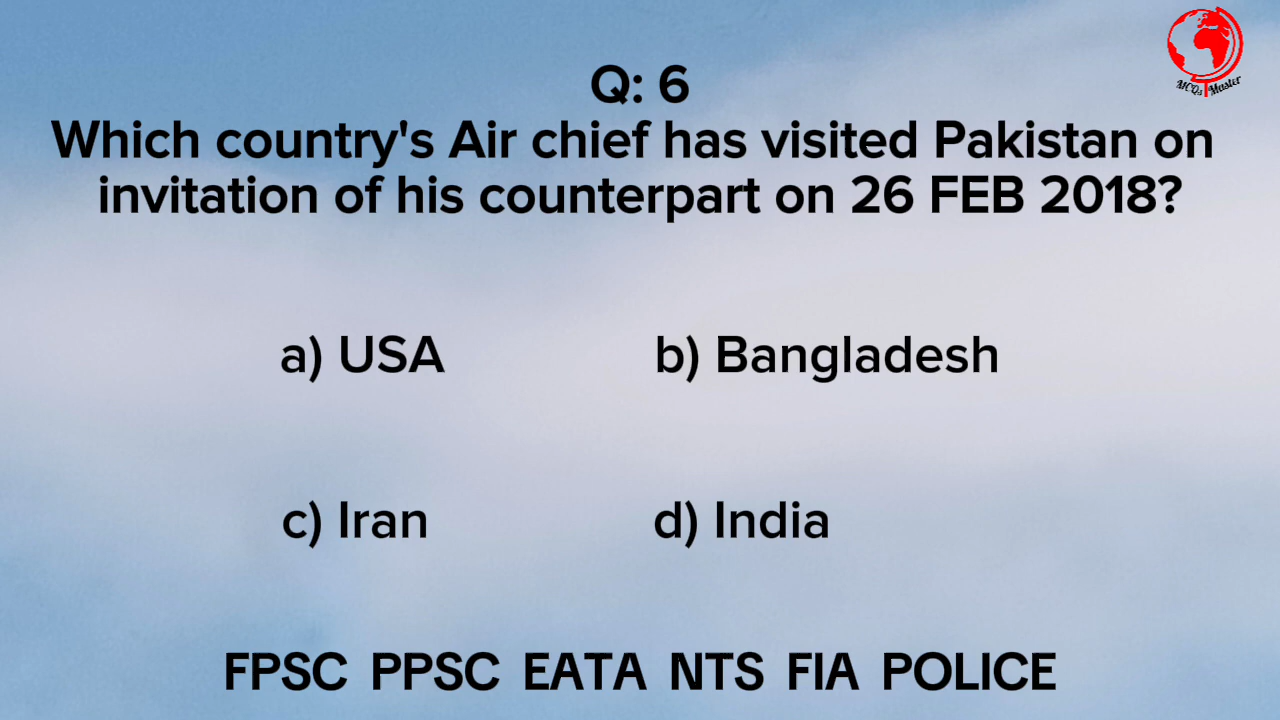 MCQs Master
Q: 6
Which country's Air chief has visited Pakistan on
invitation of his counterpart on 26 FEB 2018?
a) USA b) Bangladesh
c) Iran d) India
FPSC PPSC EATA NTS FIA POLICE